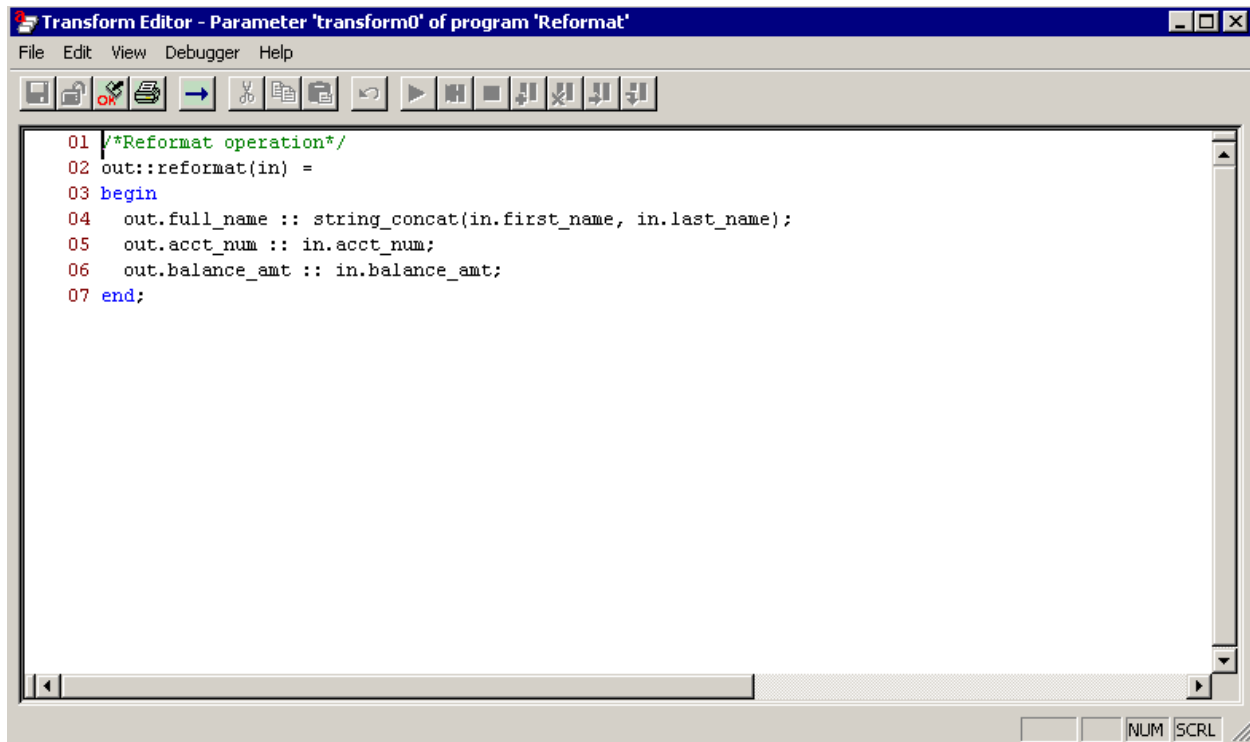 Transform Editor - Parameter 'transform0' of program 'Reformat'
File Edit View Debugger Help
OK
01 /*Reformat operation*/
02 out::reformat(in) =
03 begin
04 out.full_name :: string_concat(in.first_name, in.last_name);
05 out.acct_num :: in.acct_num;
06 out.balance_amt :: in.balance_amt;
07 end;
NUM SCRL